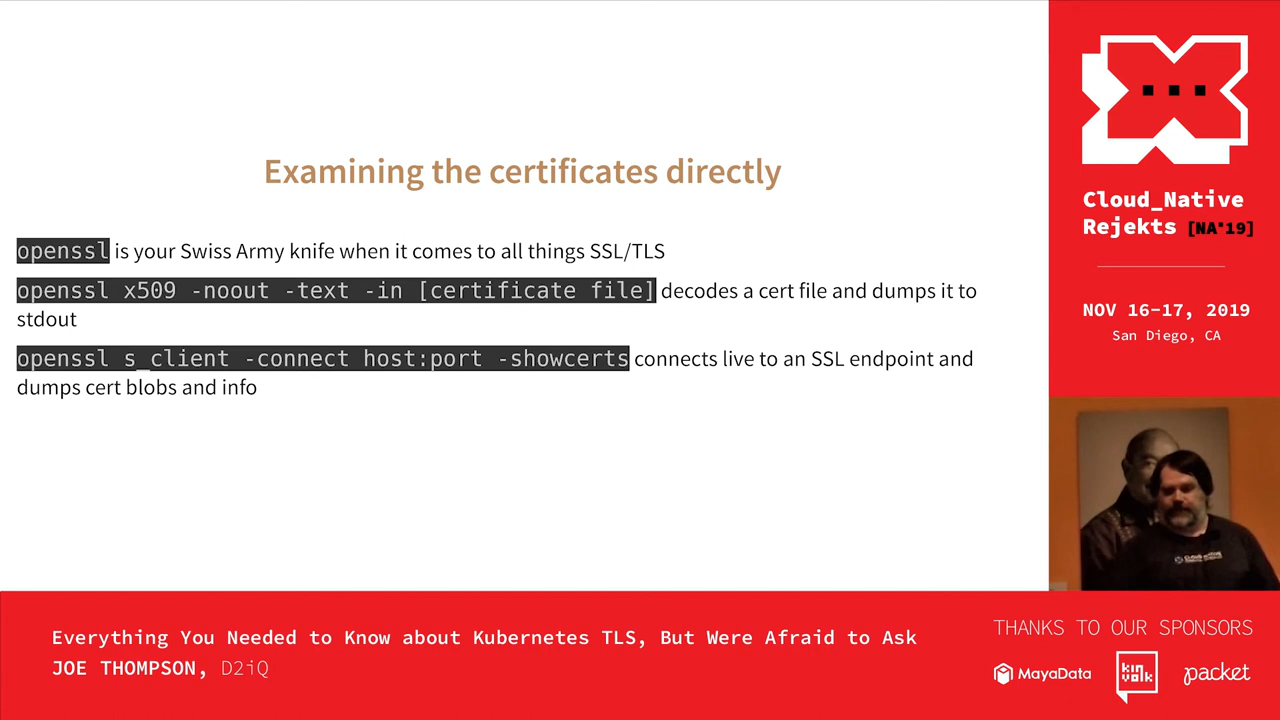 Examining the certificates directly
openssl is your Swiss Army knife when it comes to all things SSL/TLS
openssl x509 -noout -text -in [certificate file] decodes a cert file and dumps it to
stdout
openssl s_client -connect host:port -showcerts connects live to an SSL endpoint and
dumps cert blobs and info
Cloud_Native
Rejekts [NA'19]
NOV 16-17, 2019
San Diego, CA
Everything You Needed to Know about Kubernetes TLS, But Were Afraid to Ask
JOE THOMPSON, D2iQ
THANKS TO OUR SPONSORS
MayaData
kin
volk
packet